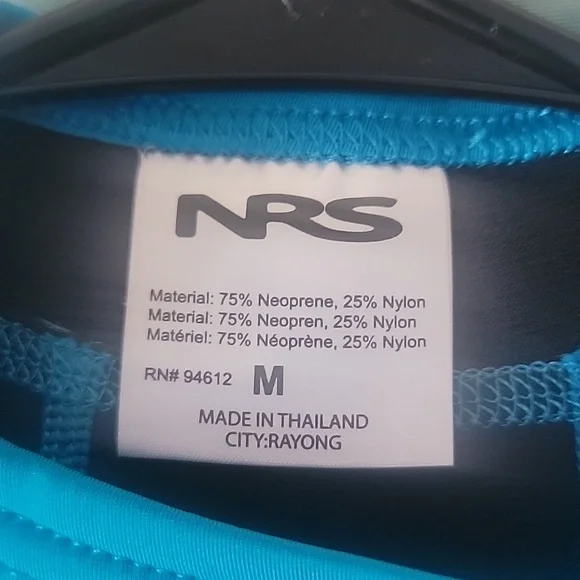 NRS
Material: 75% Neoprene, 25% Nylon
Material: 75% Neopren, 25% Nylon
Matériel: 75% Néoprène, 25% Nylon
RN# 94612 M
MADE IN THAILAND
CITY:RAYONG